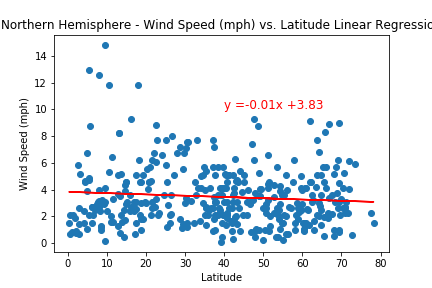 Northern Hemisphere - Wind Speed (mph) vs. Latitude Linear Regressio
y =-0.01x +3.83
Wind Speed (mph)
14
12
10
8
6
4
2
0
0 10 20 30 40 50 60 70 80
Latitude